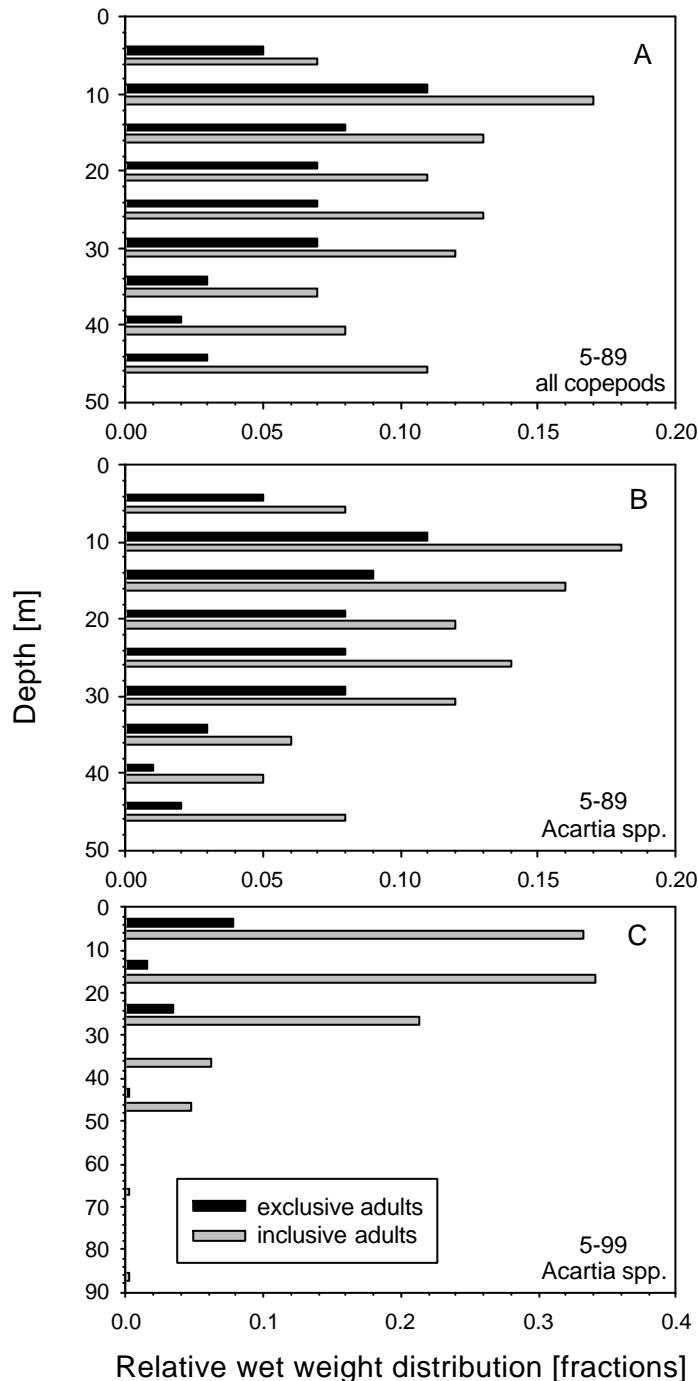 0
A
10
20
30
40
5-89
all copepods
50
0.00 0.05 0.10 0.15 0.20
0
B
10
20
30
40
5-89
Acartia spp.
50
0.00 0.05 0.10 0.15 0.20
Depth [m]
0
C
10
20
30
40
50
60
70
80
90
exclusive adults
inclusive adults
5-99
Acartia spp.
0.0 0.1 0.2 0.3 0.4
Relative wet weight distribution [fractions]